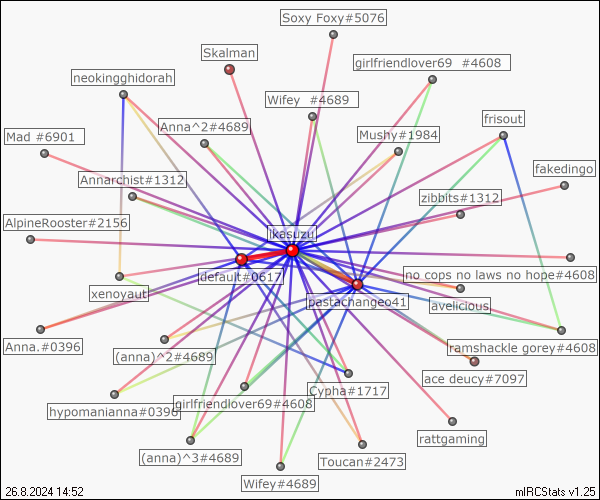 Soxy Foxy#5076
Skalman
girlfriendlover69 #4608
neokingghidorah
Wifey #4689
frisout
Anna^2#4689
Mad #6901
Mushy#1984
fakedingo
Annarchist#1312
zibbits#1312
AlpineRooster#2156
ikasuzu
default#0617
no cops no laws no hope#4608
xenoyaut
pastachangeo41
avelicious
Anna.#0396
(anna)^2#4689
ramshackle gorey#4608
ace deucy#7097
Cypha#1717
hypomanianna#0396
girlfriendlover69#4608
rattgaming
(anna)^3#4689
Toucan#2473
Wifey#4689
26.8.2024 14:52
mIRCStats v1.25